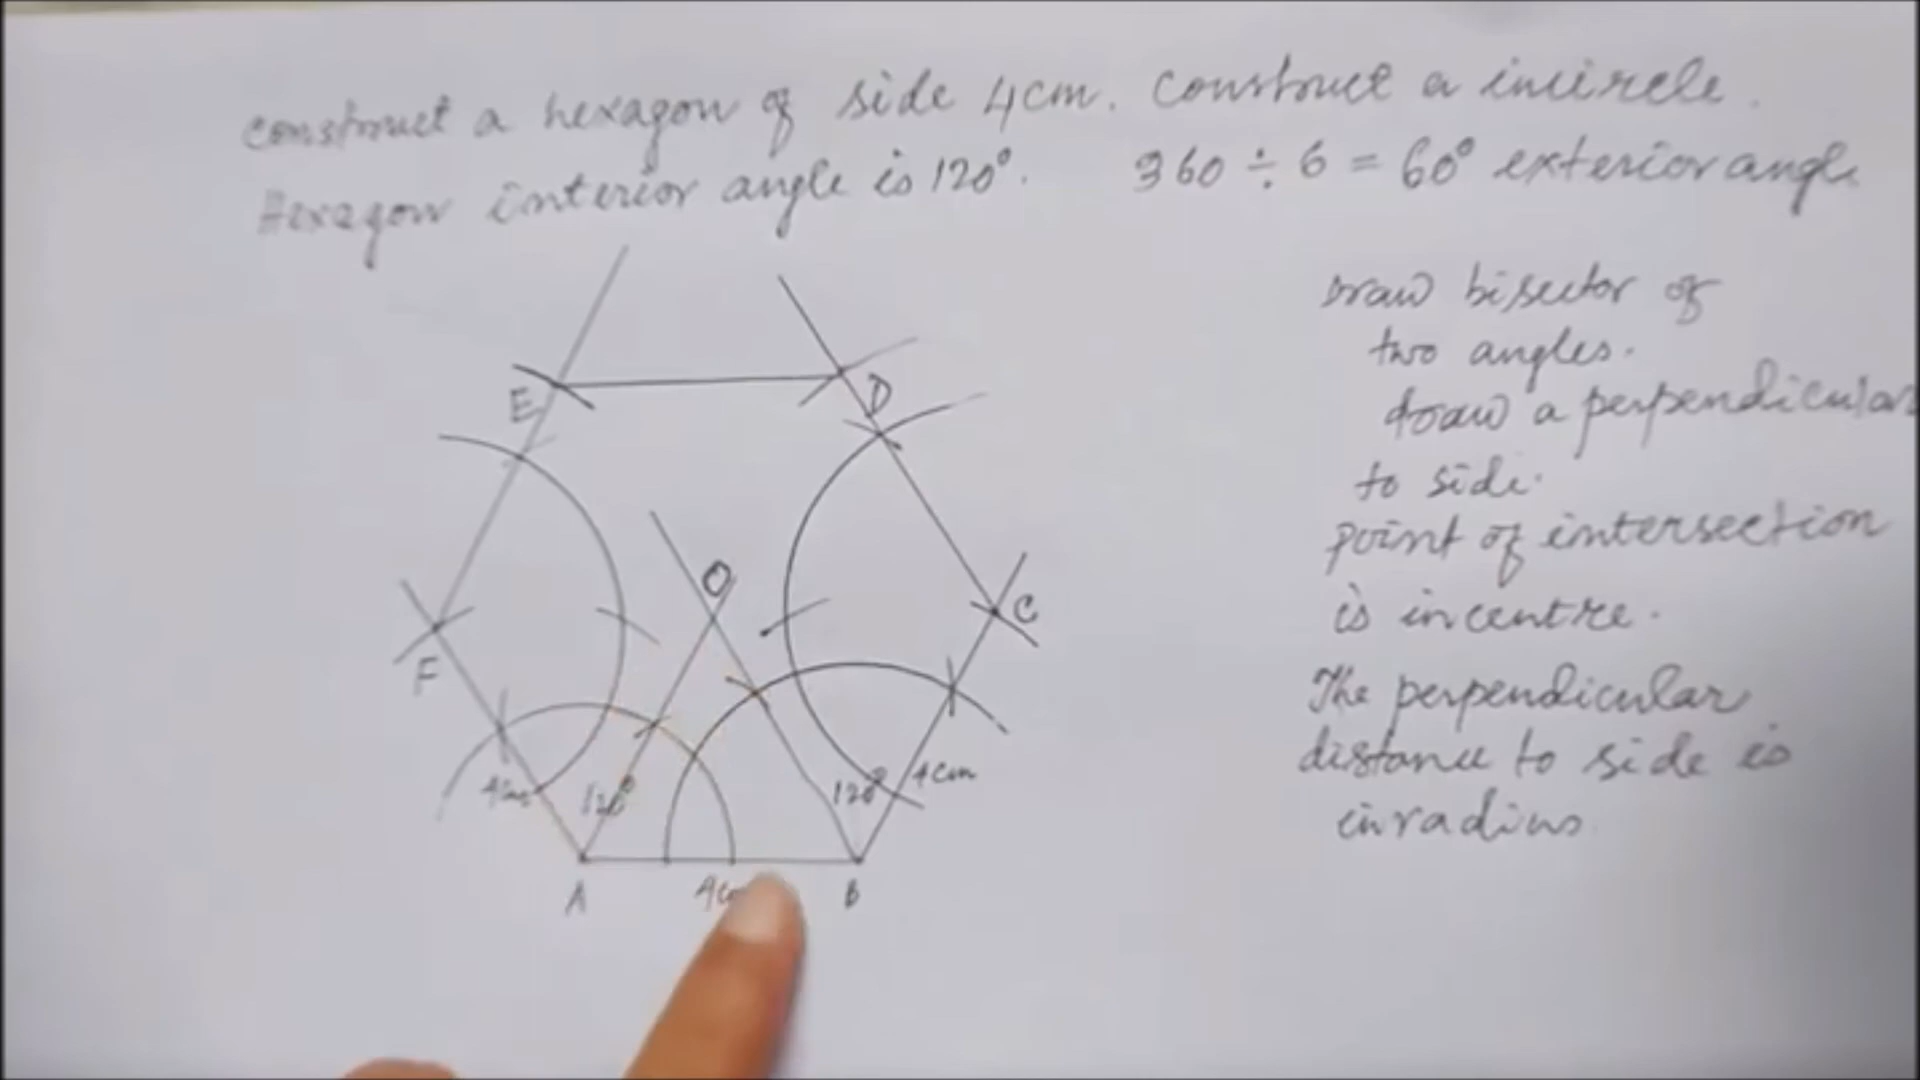 construct a hexagon of side 4cm. Construct a incircle.
Hexagon interior angle is 120°. 360 ÷ 6 = 60° exterior angle
Draw bisector of
two angles.
draw a perpendicular
to side.
point of intersection
is incentre.
The perpendicular
distance to side is
inradius
E
D
O
C
F
4cm
120°
120°
4cm
A
B